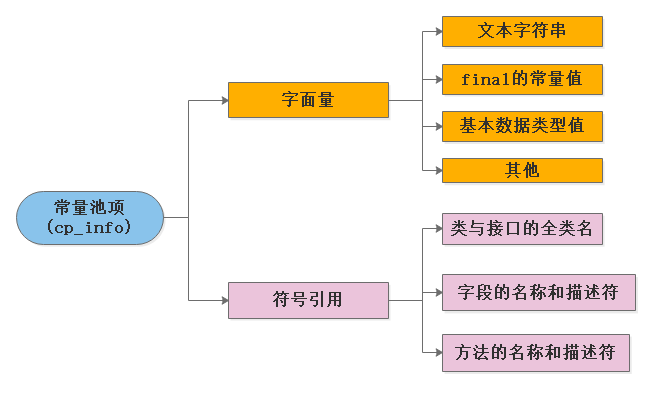 常量池项
(cp_info)
字面量
文本字符串
final的常量值
基本数据类型值
其他
符号引用
类与接口的全类名
字段的名称和描述符
方法的名称和描述符